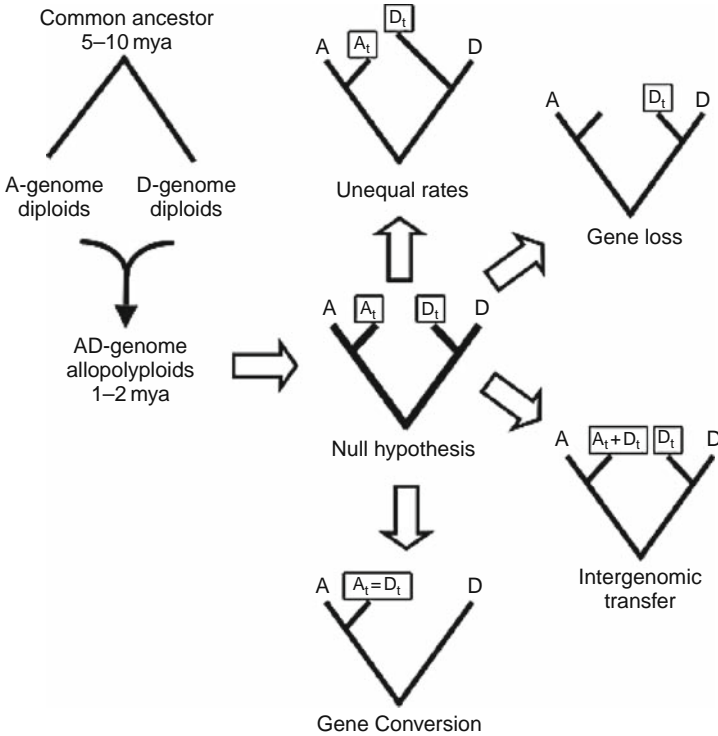 Common ancestor
5–10 mya
A-genome
diploids
D-genome
diploids
AD-genome
allopolyploids
1–2 mya
A
At
Dt
D
Unequal rates
A
Dt
D
Gene loss
A
At
Dt
D
Null hypothesis
A
At+Dt
Dt
D
Intergenomic
transfer
A
At=Dt
D
Gene Conversion